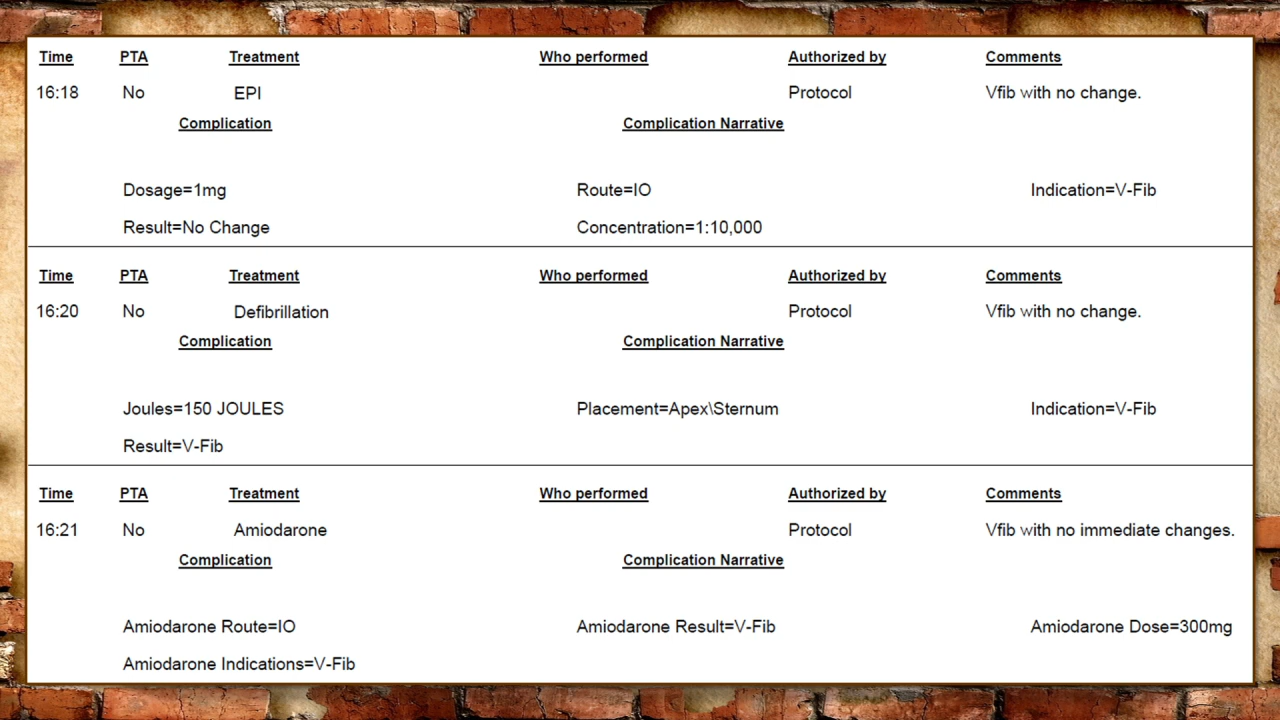 Time PTA Treatment Who performed Authorized by Comments
16:18 No EPI Protocol Vfib with no change.
Complication Complication Narrative
Dosage=1mg Route=IO Indication=V-Fib
Result=No Change Concentration=1:10,000
Time PTA Treatment Who performed Authorized by Comments
16:20 No Defibrillation Protocol Vfib with no change.
Complication Complication Narrative
Joules=150 JOULES Placement=Apex\Sternum Indication=V-Fib
Result=V-Fib
Time PTA Treatment Who performed Authorized by Comments
16:21 No Amiodarone Protocol Vfib with no immediate changes.
Complication Complication Narrative
Amiodarone Route=IO Amiodarone Result=V-Fib Amiodarone Dose=300mg
Amiodarone Indications=V-Fib